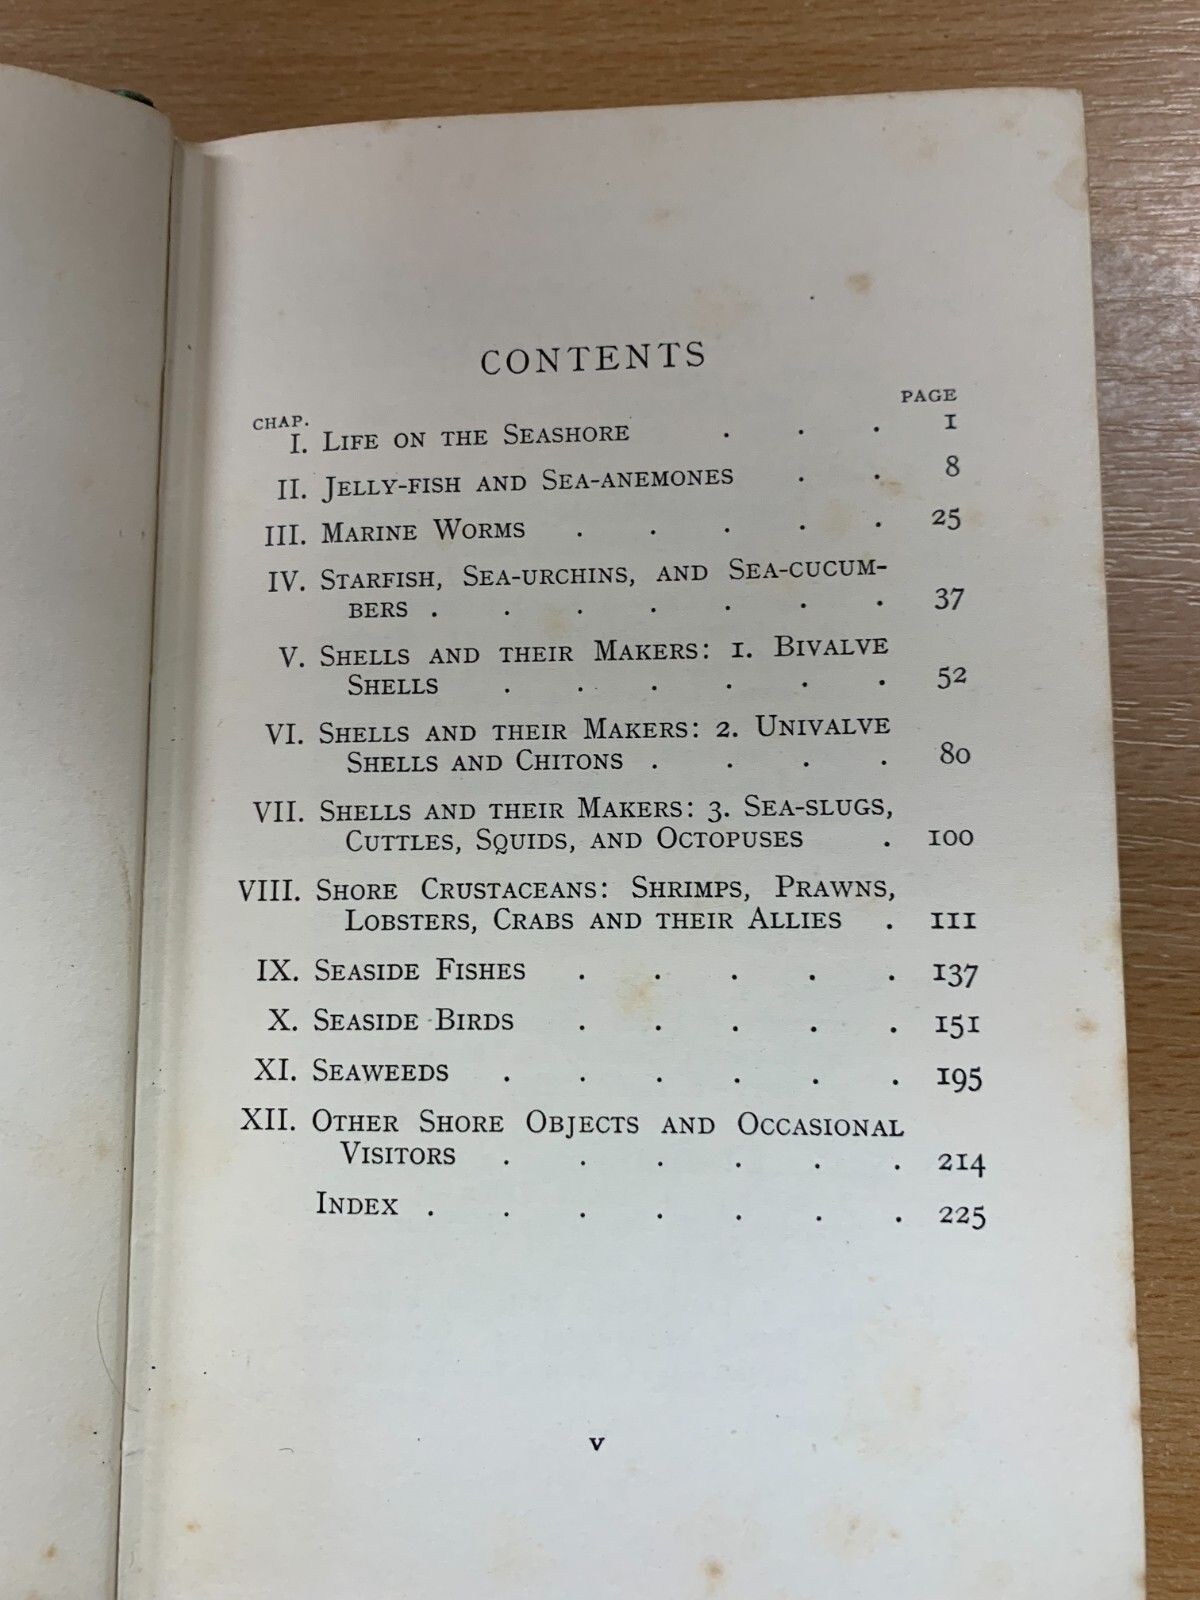 CONTENTS
CHAP. PAGE
I. LIFE ON THE SEASHORE . . . 1
II. JELLY-FISH AND SEA-ANEMONES . . 8
III. MARINE WORMS . . . . . 25
IV. STARFISH, SEA-URCHINS, AND SEA-CUCUM-
BERS . . . . . . . 37
V. SHELLS AND THEIR MAKERS: 1. BIVALVE
SHELLS . . . . . . 52
VI. SHELLS AND THEIR MAKERS: 2. UNIVALVE
SHELLS AND CHITONS . . . . 80
VII. SHELLS AND THEIR MAKERS: 3. SEA-SLUGS,
CUTTLES, SQUIDS, AND OCTOPUSES . 100
VIII. SHORE CRUSTACEANS: SHRIMPS, PRAWNS,
LOBSTERS, CRABS AND THEIR ALLIES . 111
IX. SEASIDE FISHES . . . . . 137
X. SEASIDE BIRDS . . . . . 151
XI. SEAWEEDS . . . . . . 195
XII. OTHER SHORE OBJECTS AND OCCASIONAL
VISITORS . . . . . . 214
INDEX . . . . . . . 225
v